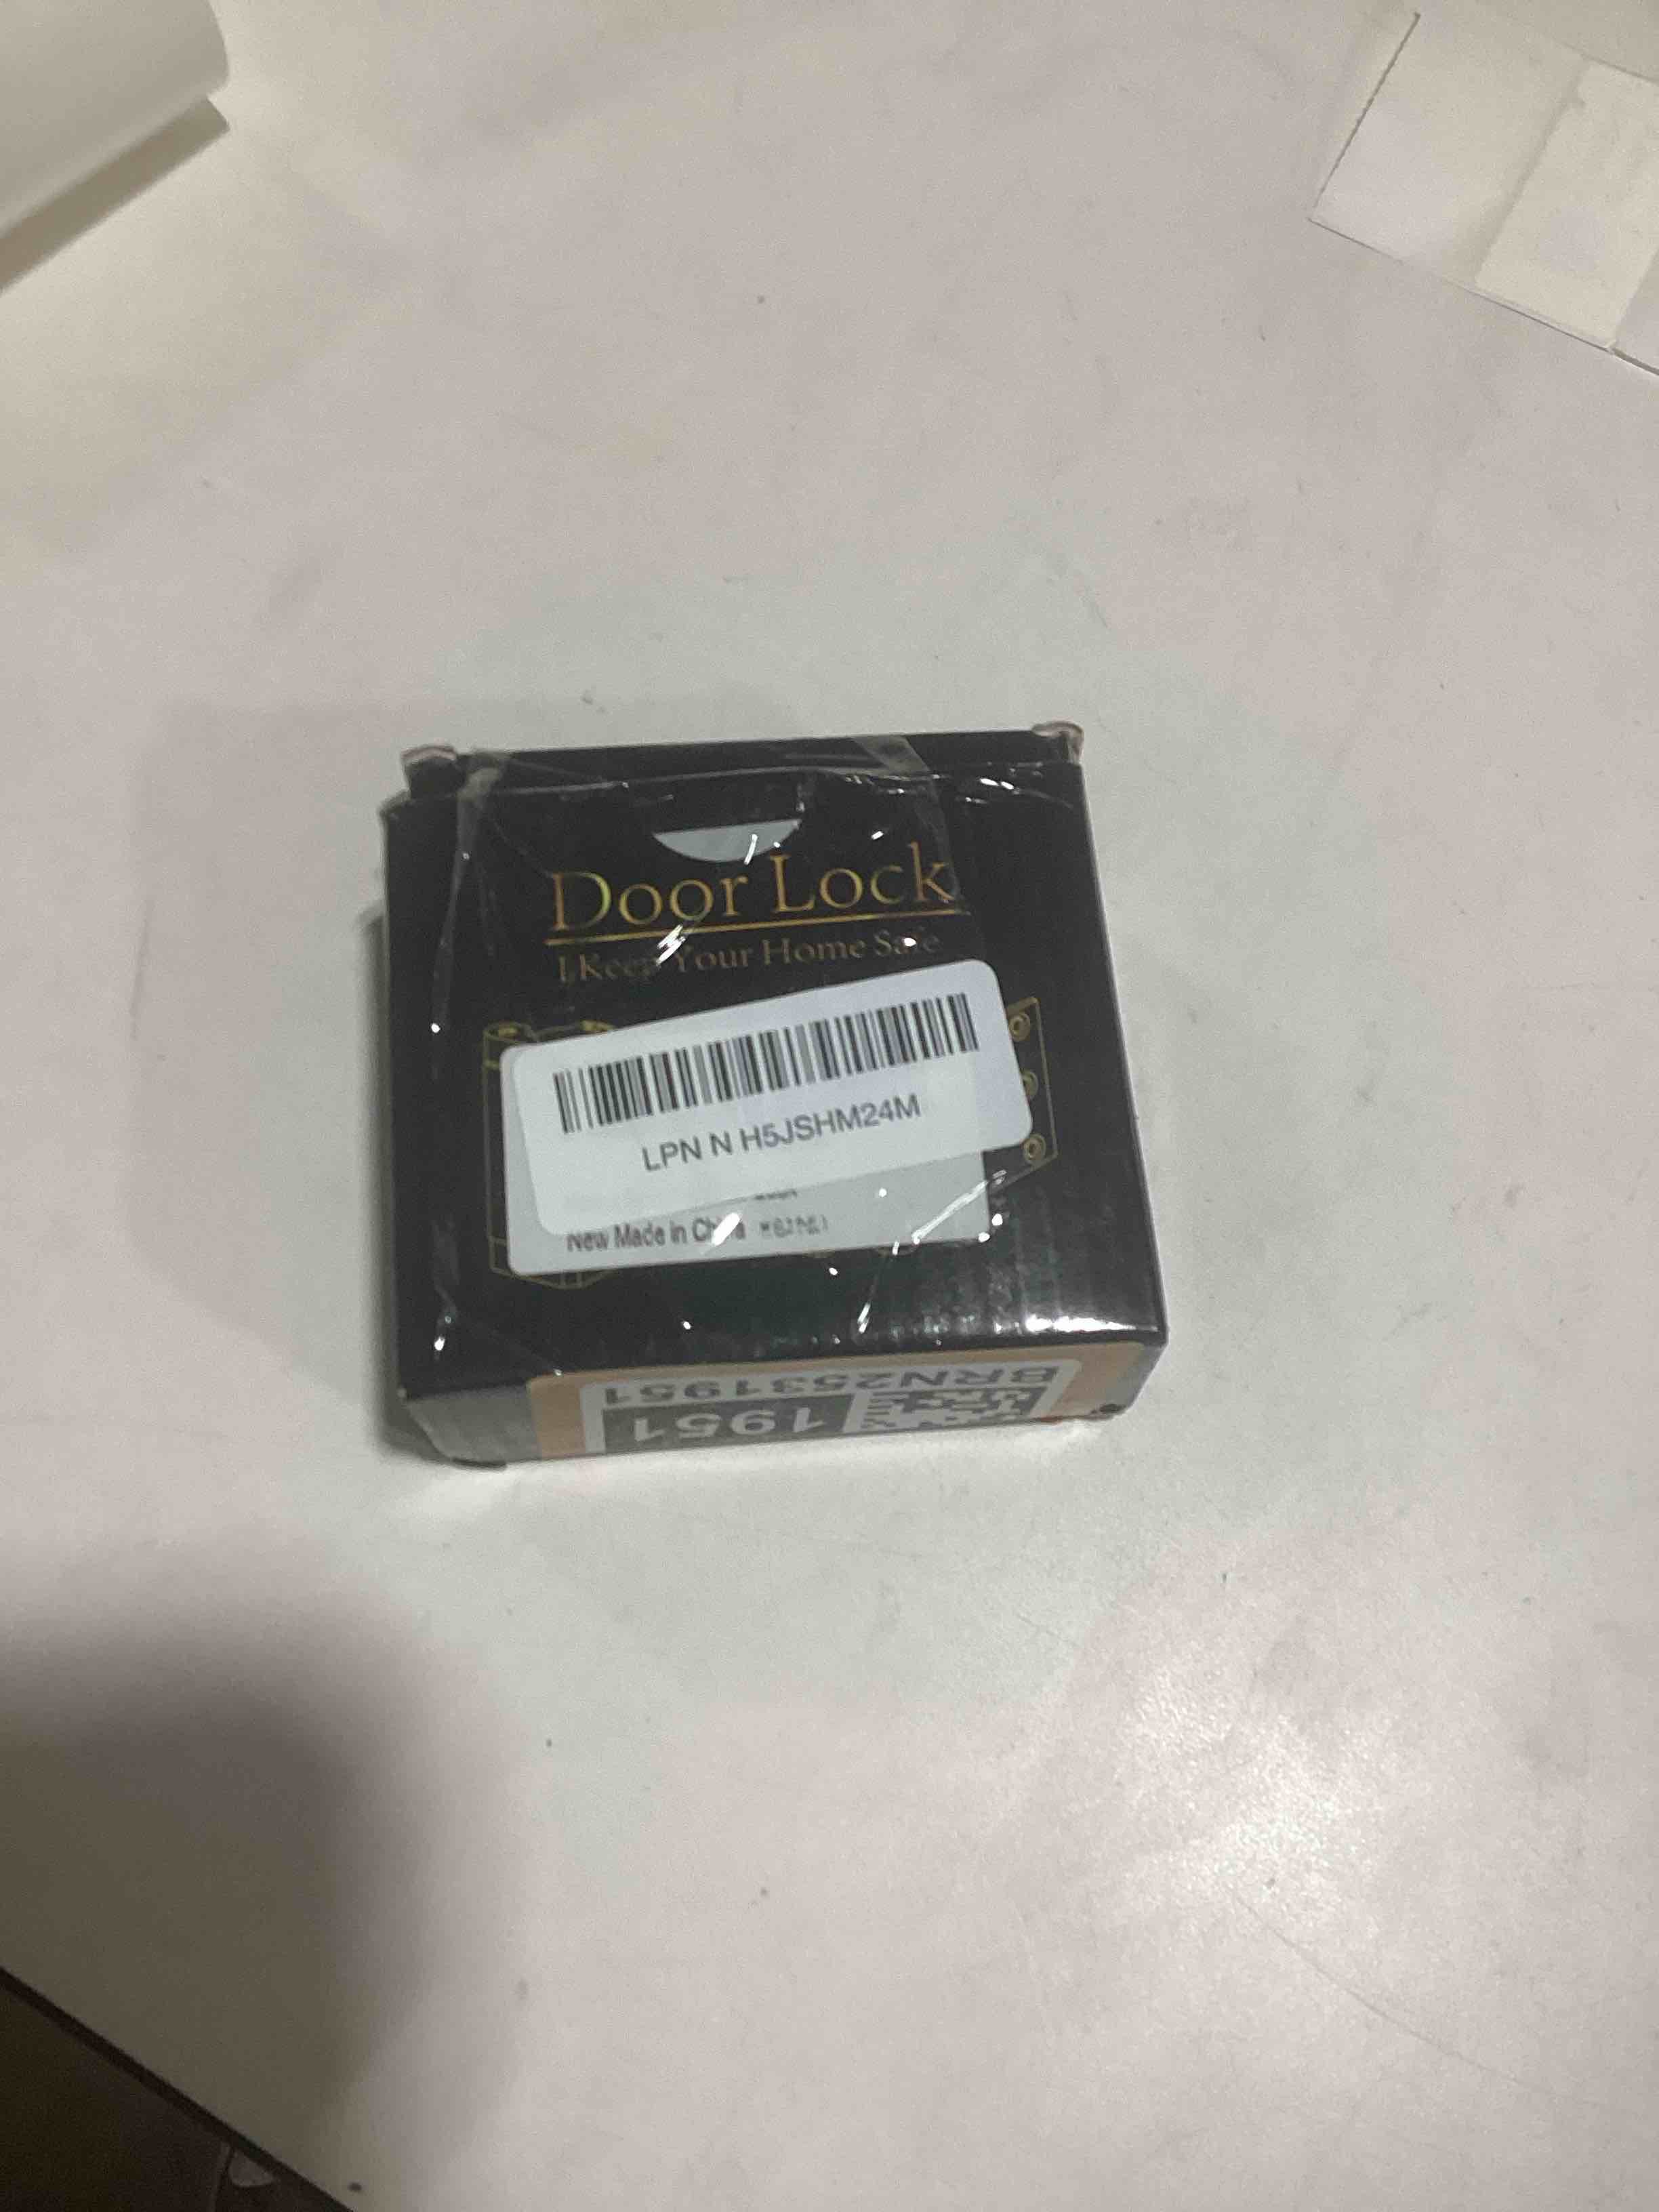 Door Lock
I Keep Your Home Safe
LPN N H5JSHM24M
New Made in China
BRN2531951
1951